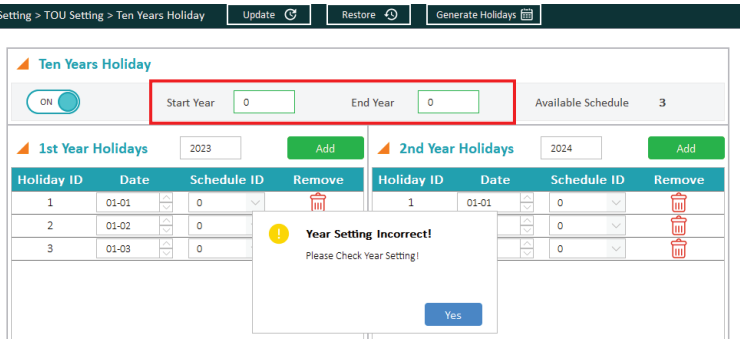 Setting > TOU Setting > Ten Years Holiday Update Restore Generate Holidays
Ten Years Holiday
ON Start Year 0 End Year 0 Available Schedule 3
1st Year Holidays 2023 Add 2nd Year Holidays 2024 Add
Holiday ID Date Schedule ID Remove Holiday ID Date Schedule ID Remove
1 01-01 0 1 01-01 0
2 01-02 0 0
3 01-03 0 0
Year Setting Incorrect!
Please Check Year Setting!
Yes